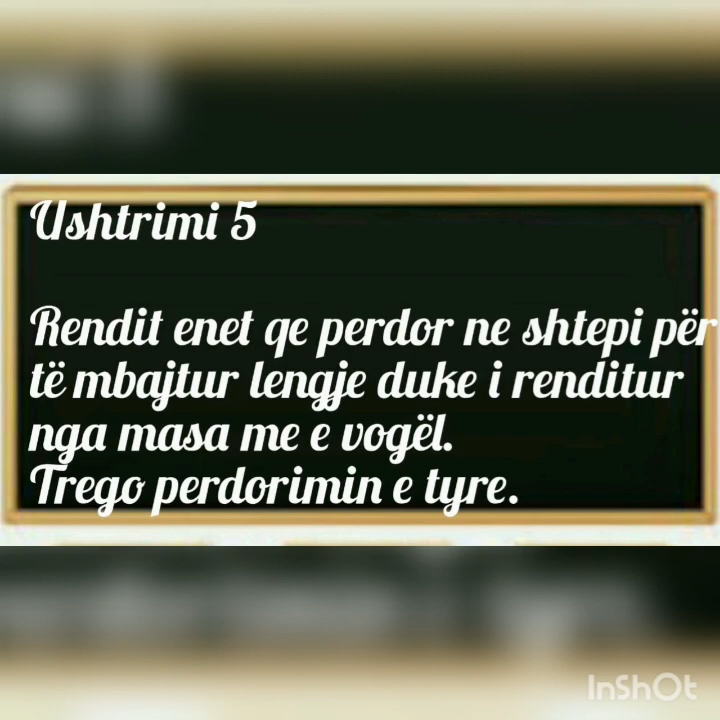 Ushtrimi 5
Rendit enet qe perdor ne shtepi për
të mbajtur lengje duke i renditur
nga masa me e vogël.
Trego perdorimin e tyre.
InShOt